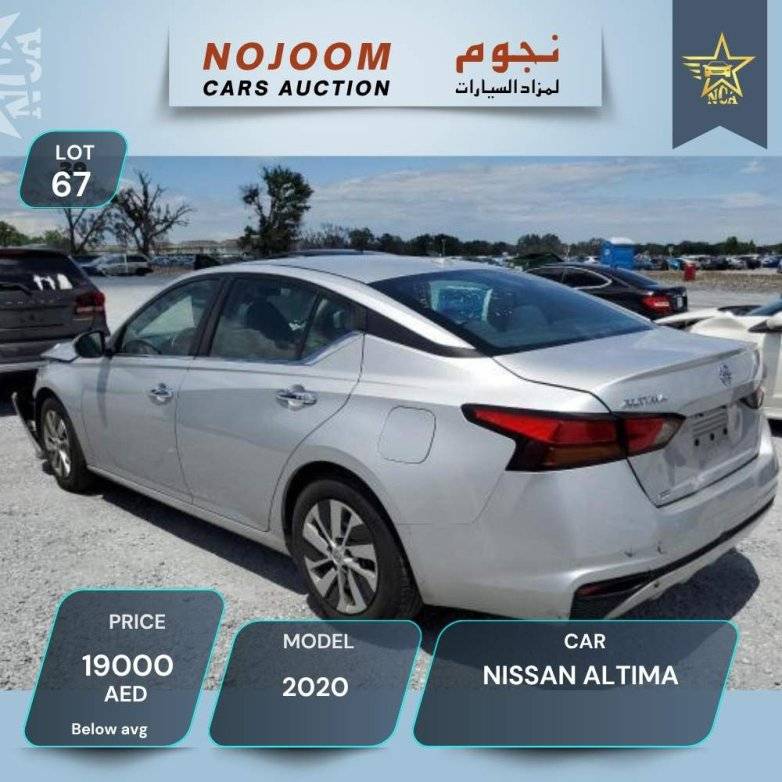 NOJOOM
CARS AUCTION
نجوم
لمزاد السيارات
NCA
NCA
LOT
67
ALTIMA
PRICE
19000
AED
Below avg
MODEL
2020
CAR
NISSAN ALTIMA